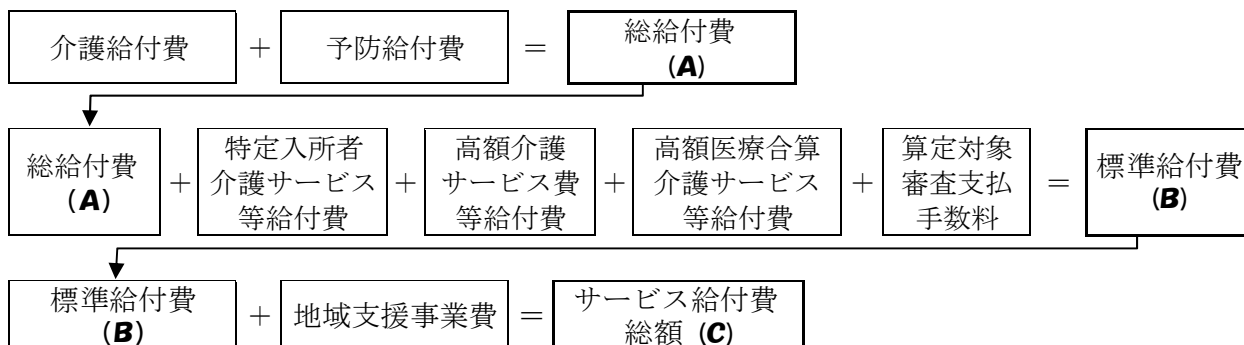 介護給付費 + 予防給付費 = 総給付費
(A)
総給付費
(A)
+
特定入所者
介護サービス
等給付費
+
高額介護
サービス費
等給付費
+
高額医療合算
介護サービス
等給付費
+
算定対象
審査支払
手数料
=
標準給付費
(B)
標準給付費
(B)
+
地域支援事業費
=
サービス給付費
総額 (C)